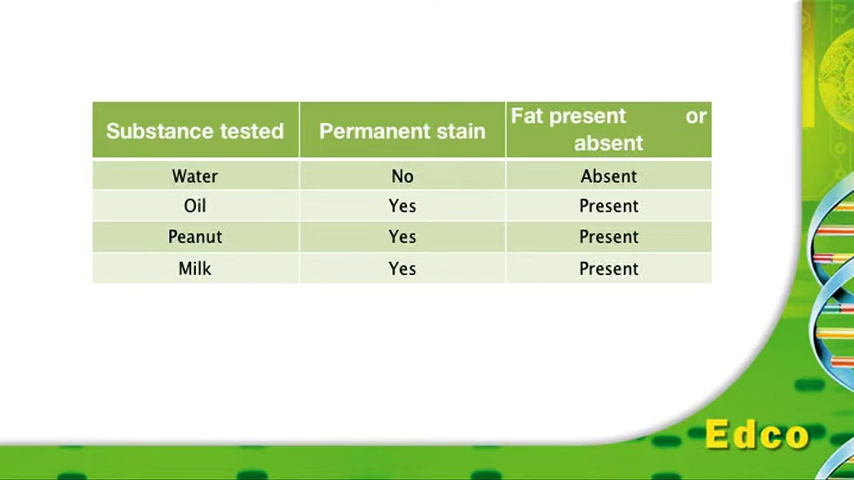 Substance tested Permanent stain Fat present or
absent
Water No Absent
Oil Yes Present
Peanut Yes Present
Milk Yes Present
Edco